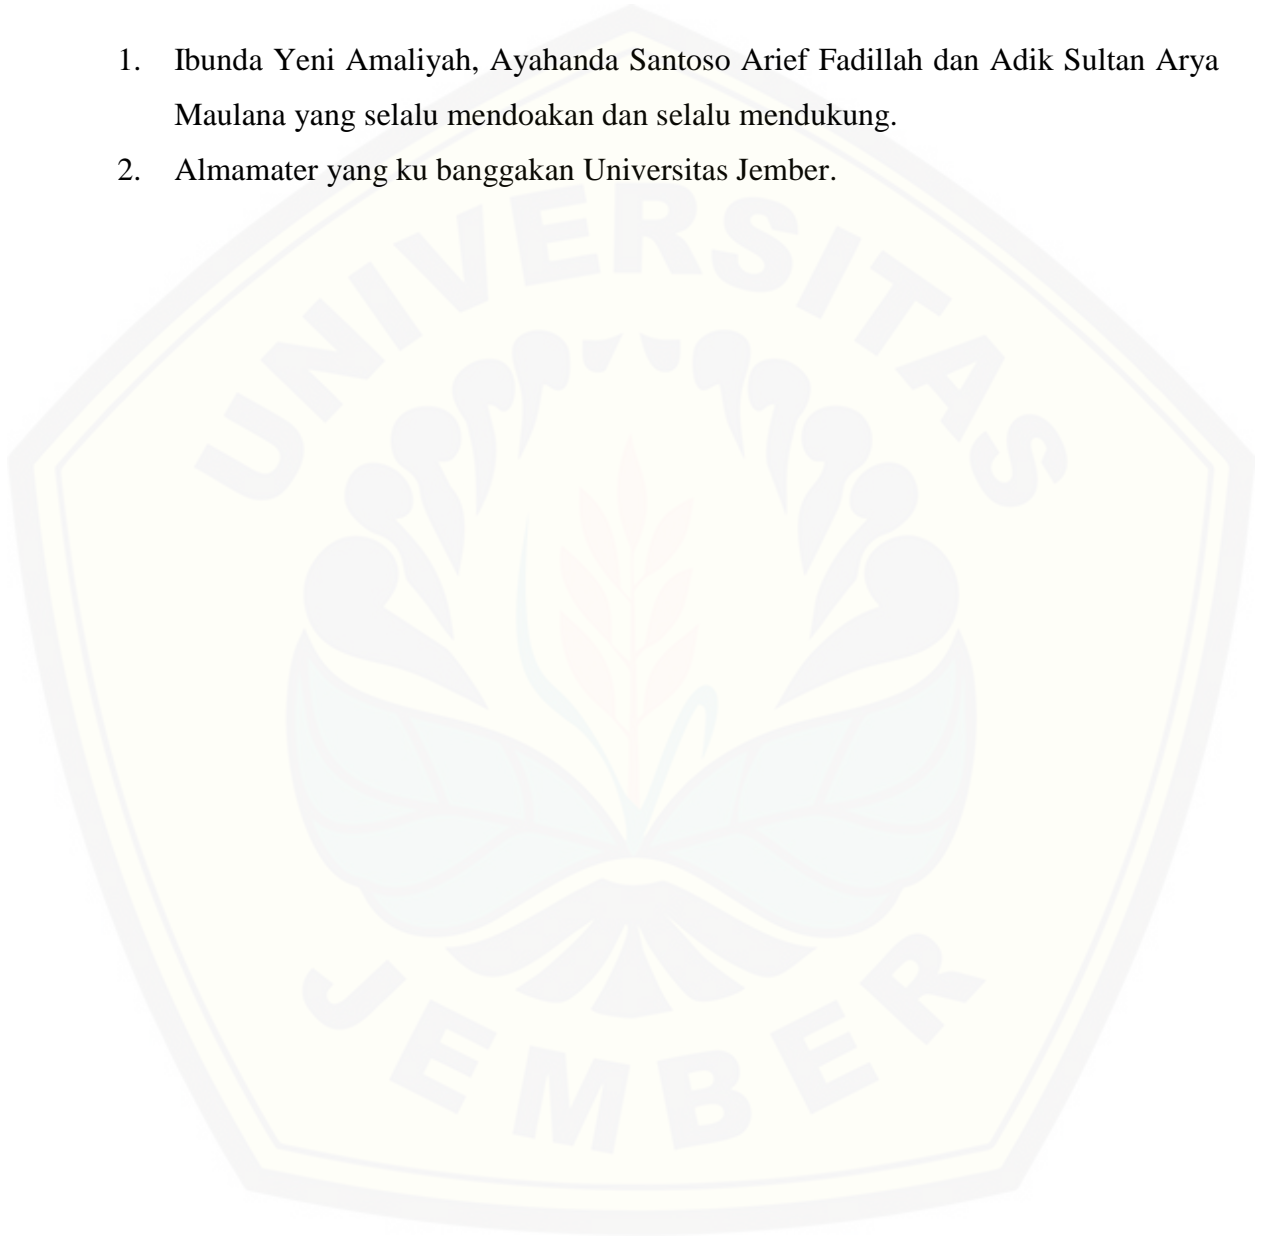 1. Ibunda Yeni Amaliyah, Ayahanda Santoso Arief Fadillah dan Adik Sultan Arya
Maulana yang selalu mendoakan dan selalu mendukung.
2. Almamater yang ku banggakan Universitas Jember.
UNIVERSITAS
JEMBER